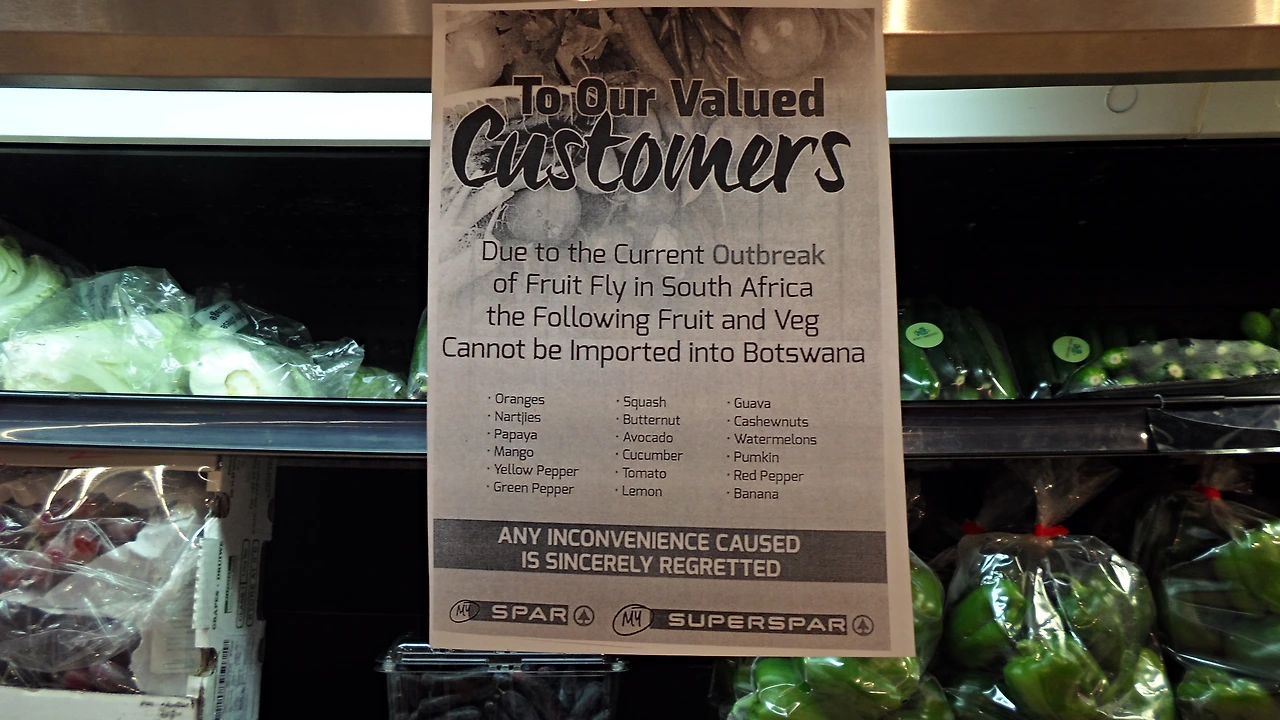 To Our Valued
Customers
Due to the Current Outbreak
of Fruit Fly in South Africa
the Following Fruit and Veg
Cannot be Imported into Botswana
· Oranges
· Nartjies
· Papaya
· Mango
· Yellow Pepper
· Green Pepper
· Squash
· Butternut
· Avocado
· Cucumber
· Tomato
· Lemon
· Guava
· Cashewnuts
· Watermelons
· Pumkin
· Red Pepper
· Banana
ANY INCONVENIENCE CAUSED
IS SINCERELY REGRETTED
MY SPAR MY SUPERSPAR
GRAPES - DRUIWE